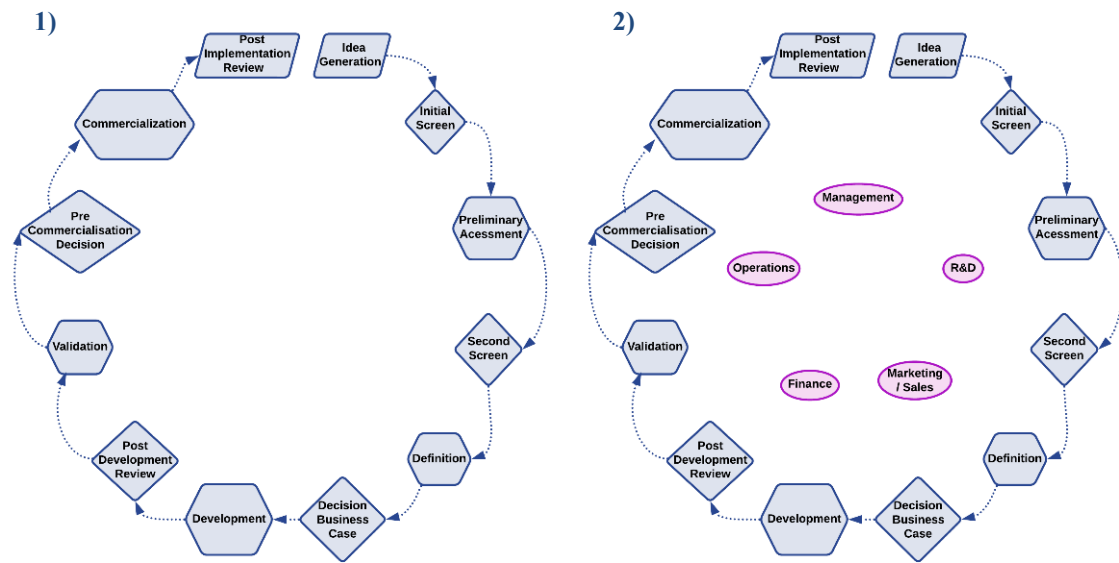 1)
Post
Implementation
Review
Idea
Generation
Initial
Screen
Preliminary
Acessment
Second
Screen
Definition
Decision
Business
Case
Development
Post
Development
Review
Validation
Pre
Commercialisation
Decision
Commercialization
2)
Post
Implementation
Review
Idea
Generation
Initial
Screen
Preliminary
Acessment
Second
Screen
Definition
Decision
Business
Case
Development
Post
Development
Review
Validation
Pre
Commercialisation
Decision
Commercialization
Management
Operations
R&D
Finance
Marketing
/ Sales